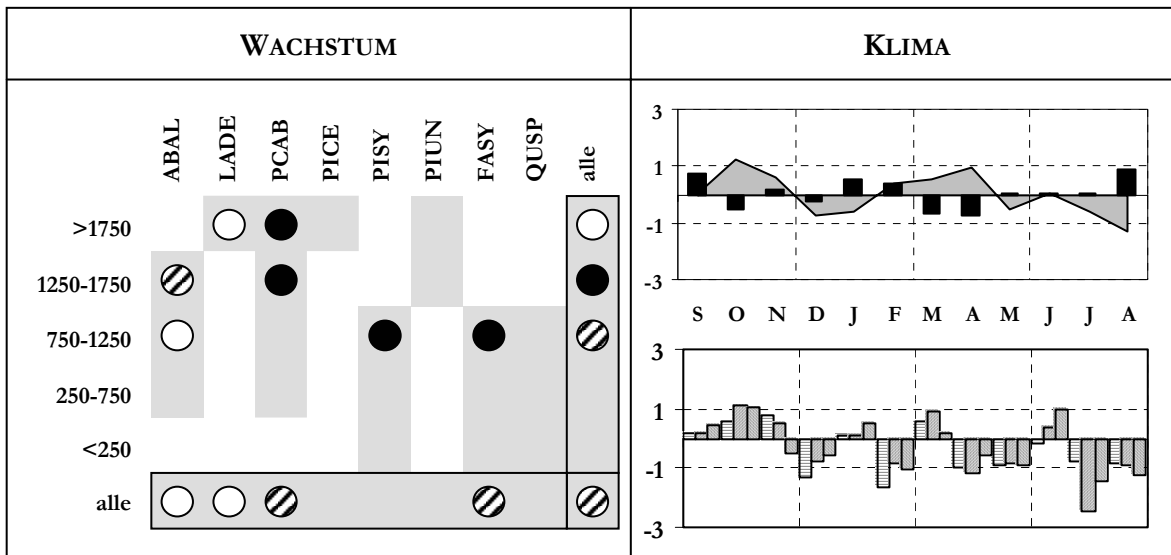 WACHSTUM
KLIMA
ABAL LADE PCAB PICE PISY PIUN FASY QUSP alle
>1750
1250-1750
750-1250
250-750
<250
alle
3
1
-1
-3
S O N D J F M A M J J A
3
1
-1
-3